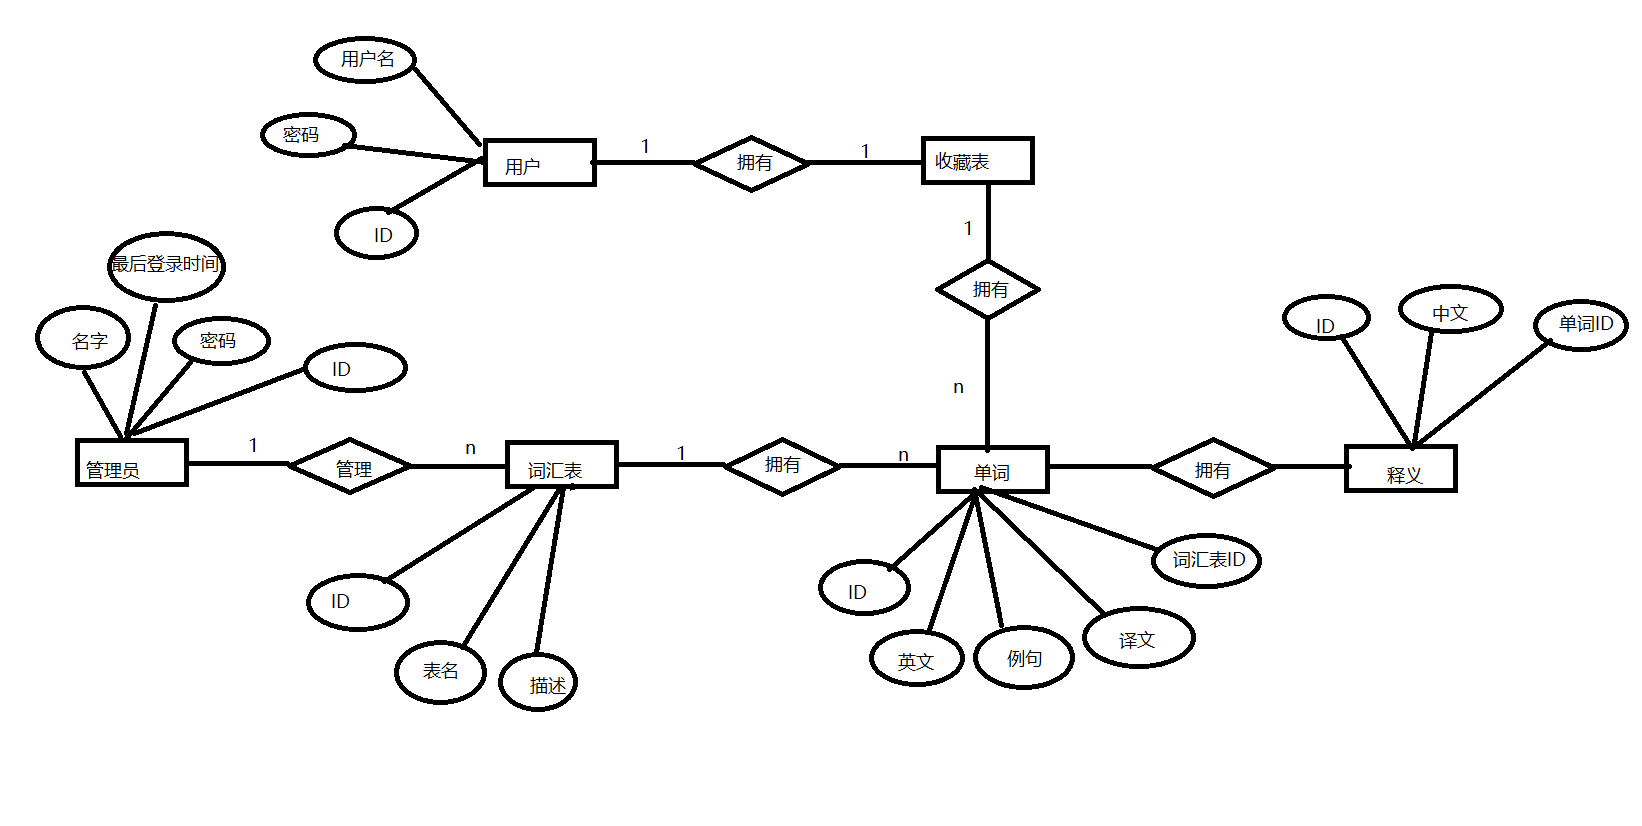 用户名
密码
用户
1
拥有
1
收藏表
ID
1
最后登录时间
拥有
名字
密码
ID
ID
中文
单词ID
n
管理员
1
管理
n
词汇表
1
拥有
n
单词
拥有
释义
ID
表名
描述
ID
英文
例句
译文
词汇表ID